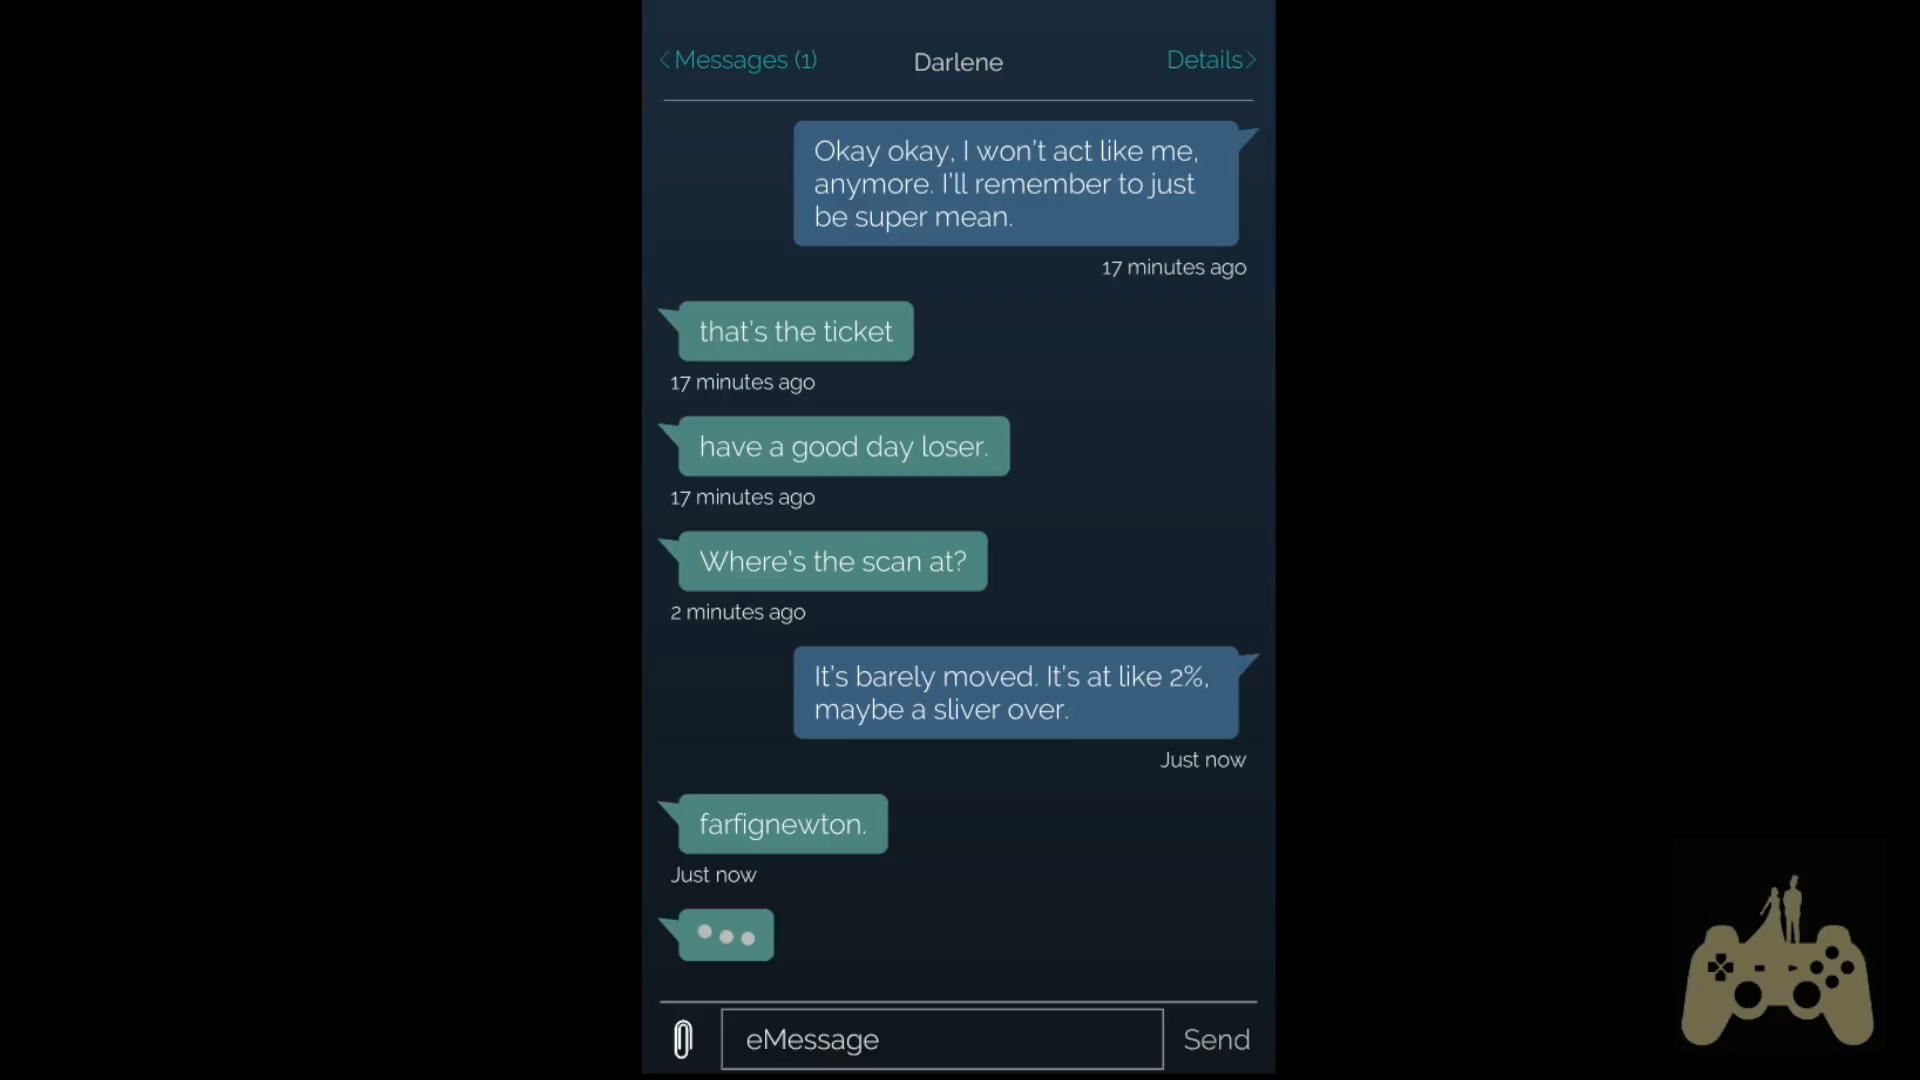 Messages (1)
Darlene
Details
Okay okay, I won't act like me,
anymore. I'll remember to just
be super mean.
17 minutes ago
that's the ticket
17 minutes ago
have a good day loser.
17 minutes ago
Where's the scan at?
2 minutes ago
It's barely moved. It's at like 2%,
maybe a sliver over.
Just now
farfignewton.
Just now
eMessage
Send